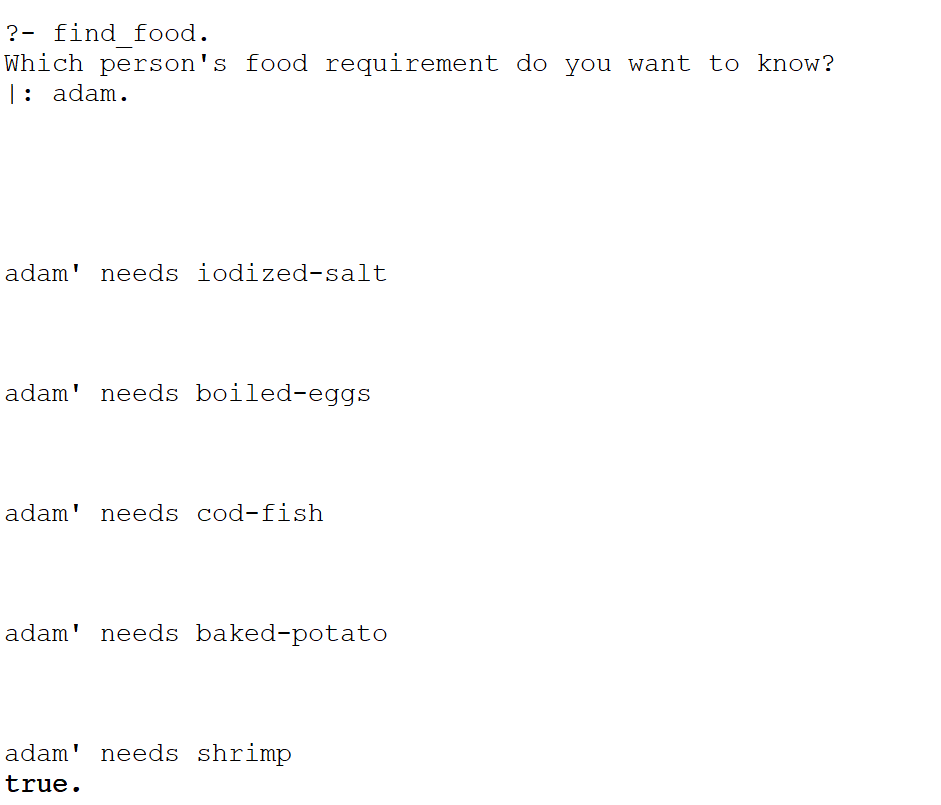 ?- find_food.
Which person's food requirement do you want to know?
|: adam.
adam' needs iodized-salt
adam' needs boiled-eggs
adam' needs cod-fish
adam' needs baked-potato
adam' needs shrimp
true.